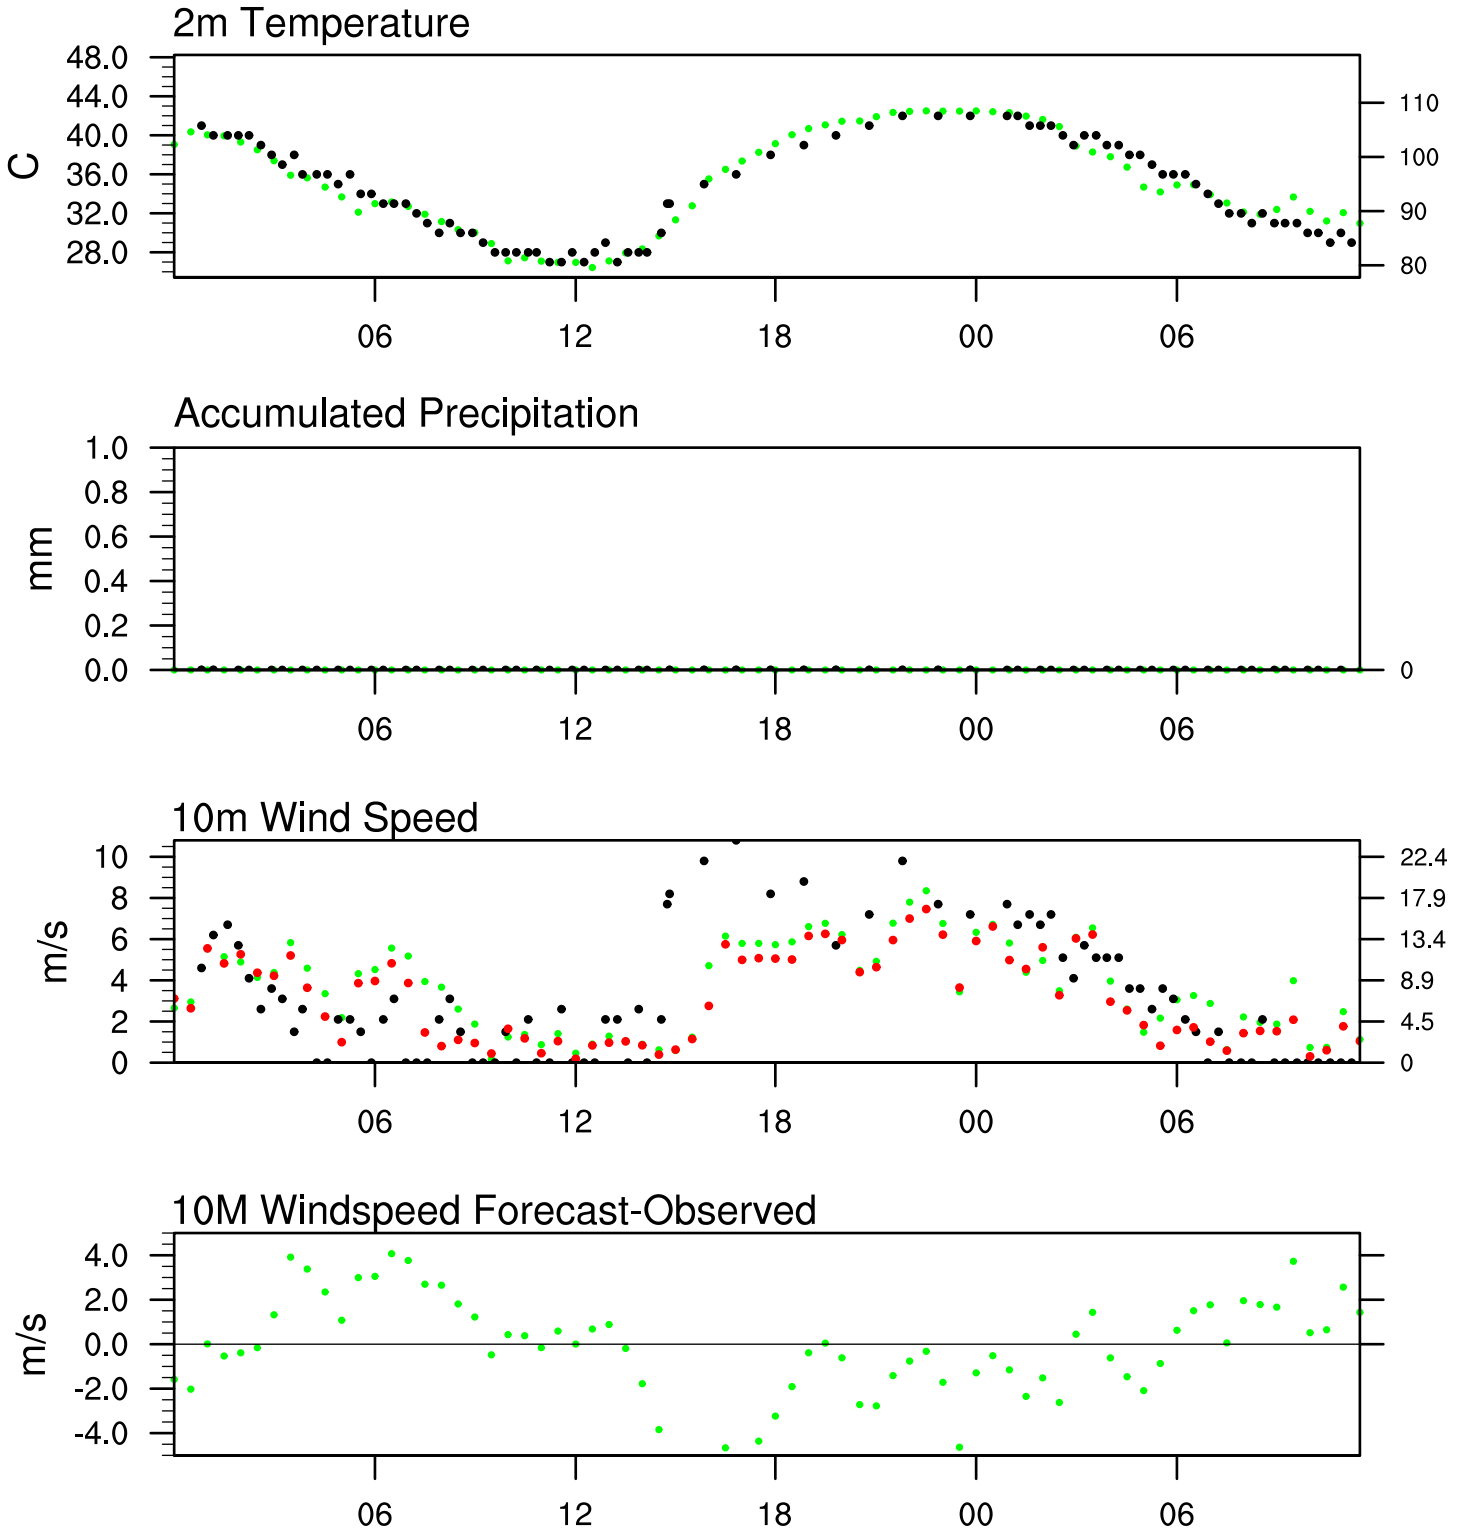 2m Temperature
48.0
44.0
40.0
36.0
32.0
28.0
C
110
100
90
80
06 12 18 00 06
Accumulated Precipitation
1.0
0.8
0.6
0.4
0.2
0.0
mm
0
06 12 18 00 06
10m Wind Speed
10
8
6
4
2
0
m/s
22.4
17.9
13.4
8.9
4.5
0
06 12 18 00 06
10M Windspeed Forecast-Observed
4.0
2.0
0.0
-2.0
-4.0
m/s
06 12 18 00 06